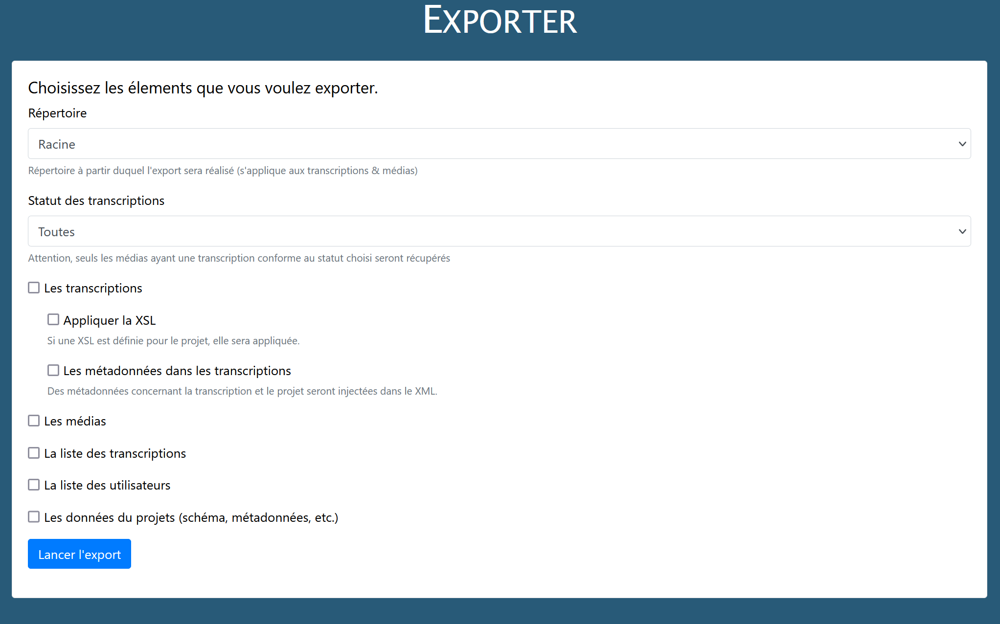 EXPORTER
Choisissez les élements que vous voulez exporter.
Répertoire
Racine
Répertoire à partir duquel l'export sera réalisé (s'applique aux transcriptions & médias)
Statut des transcriptions
Toutes
Attention, seuls les médias ayant une transcription conforme au statut choisi seront récupérés
Les transcriptions
Appliquer la XSL
Si une XSL est définie pour le projet, elle sera appliquée.
Les métadonnées dans les transcriptions
Des métadonnées concernant la transcription et le projet seront injectées dans le XML.
Les médias
La liste des transcriptions
La liste des utilisateurs
Les données du projets (schéma, métadonnées, etc.)
Lancer l'export